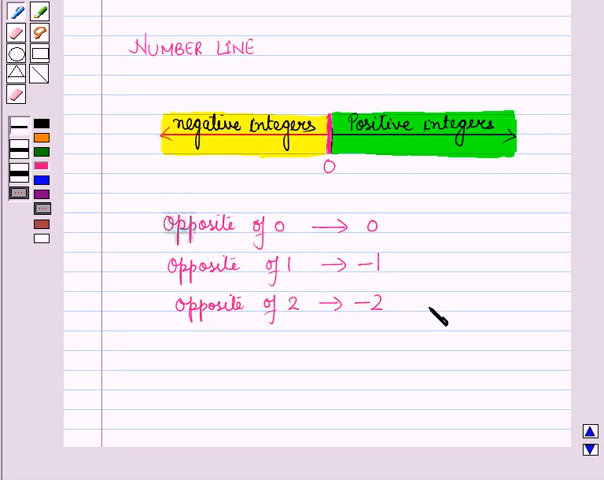 NUMBER LINE
negative integers Positive integers
0
Opposite of 0 → 0
Opposite of 1 → -1
Opposite of 2 → -2